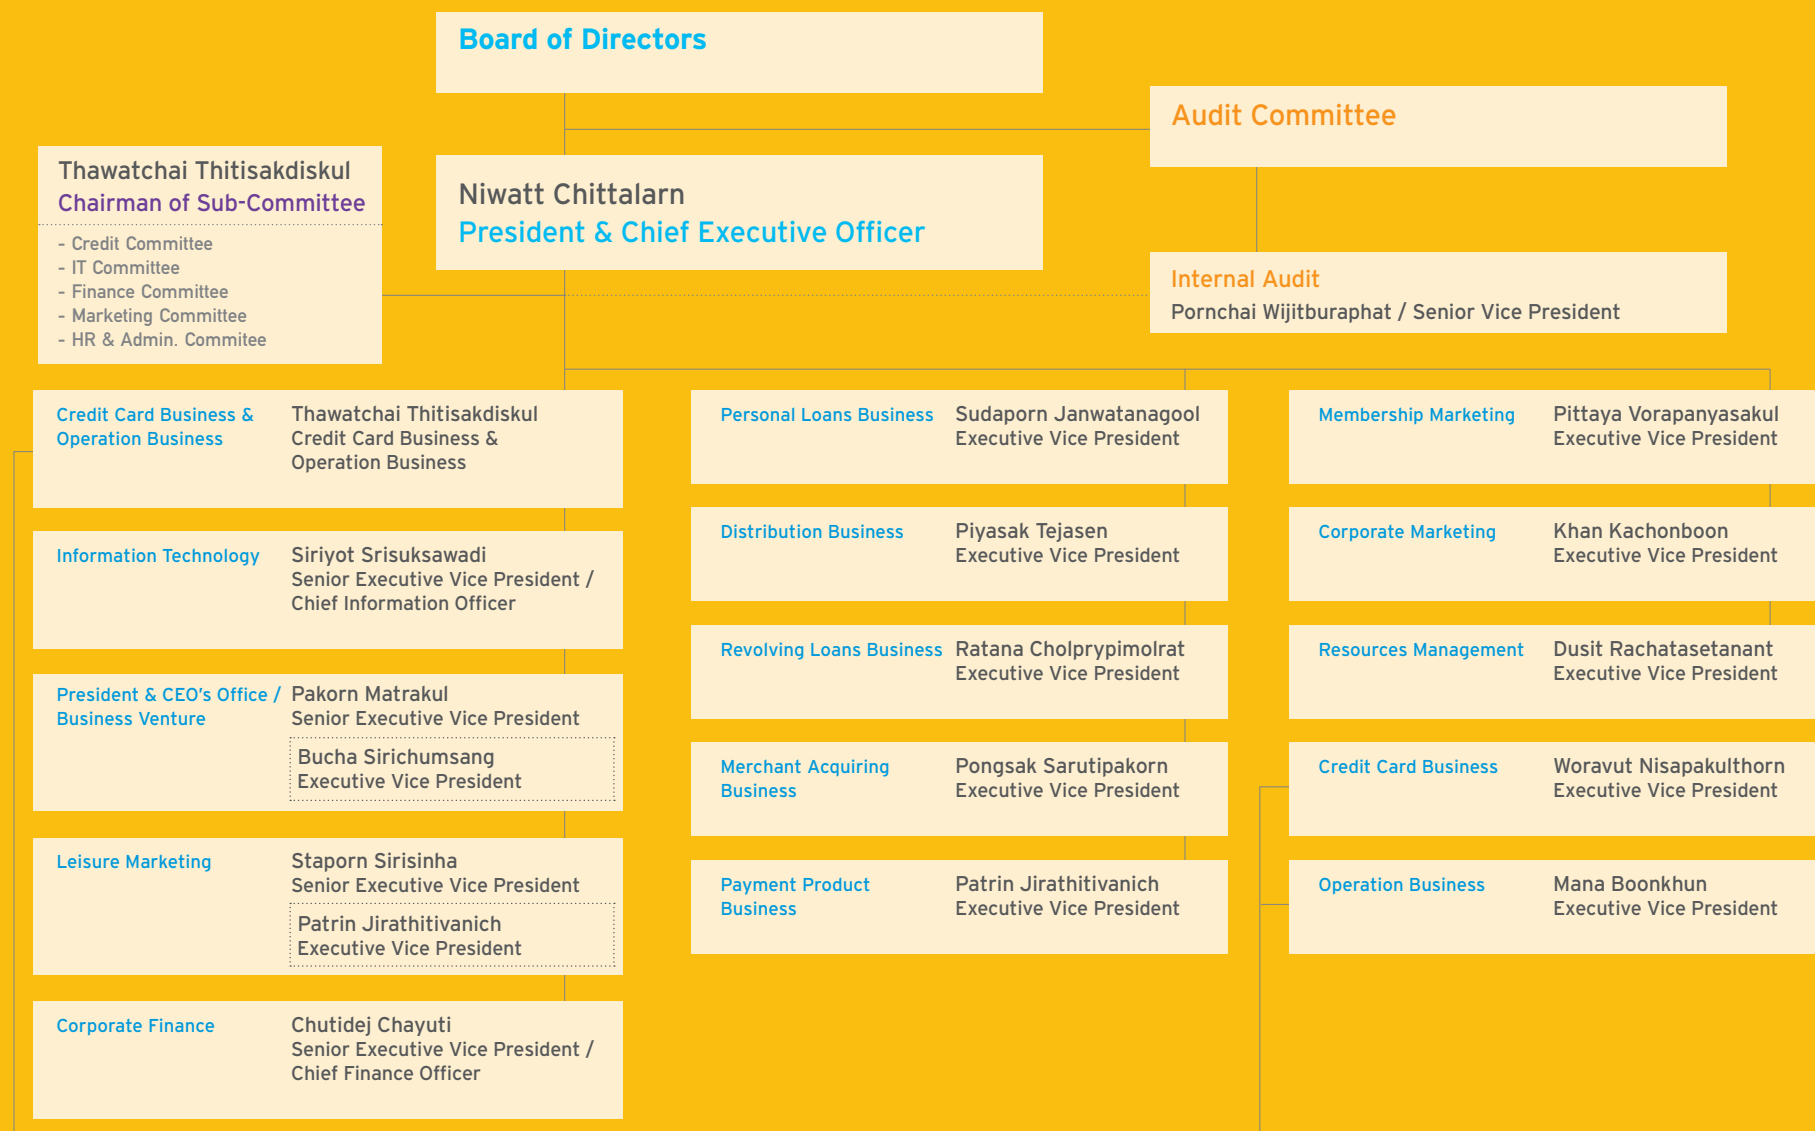 Board of Directors
Audit Committee
Thawatchai Thitisakdiskul
Chairman of Sub-Committee
- Credit Committee
- IT Committee
- Finance Committee
- Marketing Committee
- HR & Admin. Commitee
Niwatt Chittalarn
President & Chief Executive Officer
Internal Audit
Pornchai Wijitburaphat / Senior Vice President
Credit Card Business &
Operation Business
Thawatchai Thitisakdiskul
Credit Card Business &
Operation Business
Information Technology
Siriyot Srisuksawadi
Senior Executive Vice President /
Chief Information Officer
President & CEO's Office /
Business Venture
Pakorn Matrakul
Senior Executive Vice President
Bucha Sirichumsang
Executive Vice President
Leisure Marketing
Staporn Sirisinha
Senior Executive Vice President
Patrin Jirathitivanich
Executive Vice President
Corporate Finance
Chutidej Chayuti
Senior Executive Vice President /
Chief Finance Officer
Personal Loans Business
Sudaporn Janwatanagool
Executive Vice President
Distribution Business
Piyasak Tejasen
Executive Vice President
Revolving Loans Business
Ratana Cholprypimolrat
Executive Vice President
Merchant Acquiring
Business
Pongsak Sarutipakorn
Executive Vice President
Payment Product
Business
Patrin Jirathitivanich
Executive Vice President
Membership Marketing
Pittaya Vorapanyasakul
Executive Vice President
Corporate Marketing
Khan Kachonboon
Executive Vice President
Resources Management
Dusit Rachatasetanant
Executive Vice President
Credit Card Business
Woravut Nisapakulthorn
Executive Vice President
Operation Business
Mana Boonkhun
Executive Vice President